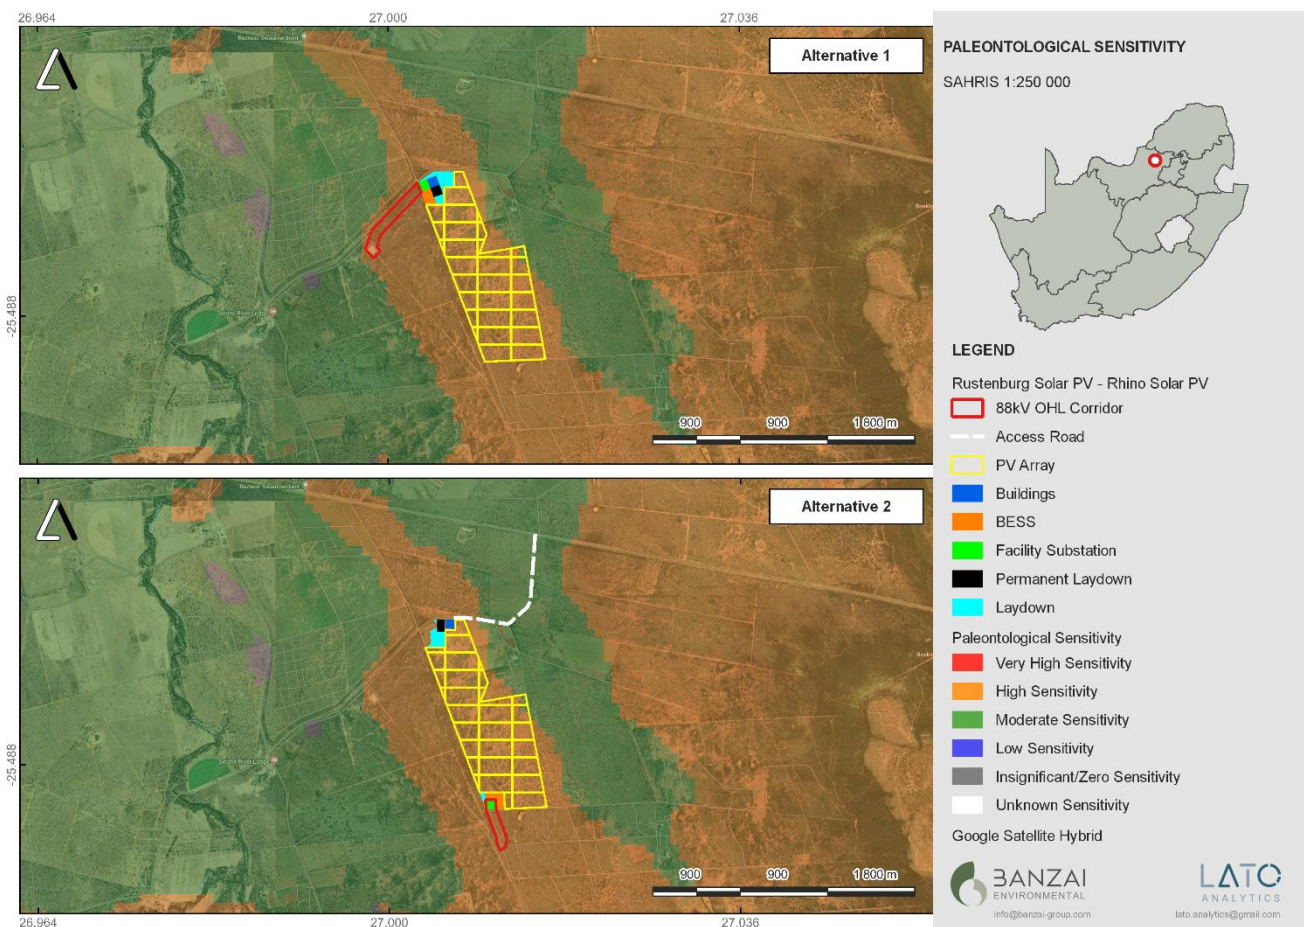 26.964 27.000 27.036
Alternative 1
Sirons River Lodge
-25.488
900 900 1 800 m
Alternative 2
-25.488
900 900 1 800 m
26.964 27.000 27.036
PALEONTOLOGICAL SENSITIVITY
SAHRIS 1:250 000
LEGEND
Rustenburg Solar PV - Rhino Solar PV
88kV OHL Corridor
Access Road
PV Array
Buildings
BESS
Facility Substation
Permanent Laydown
Laydown
Paleontological Sensitivity
Very High Sensitivity
High Sensitivity
Moderate Sensitivity
Low Sensitivity
Insignificant/Zero Sensitivity
Unknown Sensitivity
Google Satellite Hybrid
BANZAI
ENVIRONMENTAL
info@banzai-group.com
LATO
ANALYTICS
lato.analytics@gmail.com